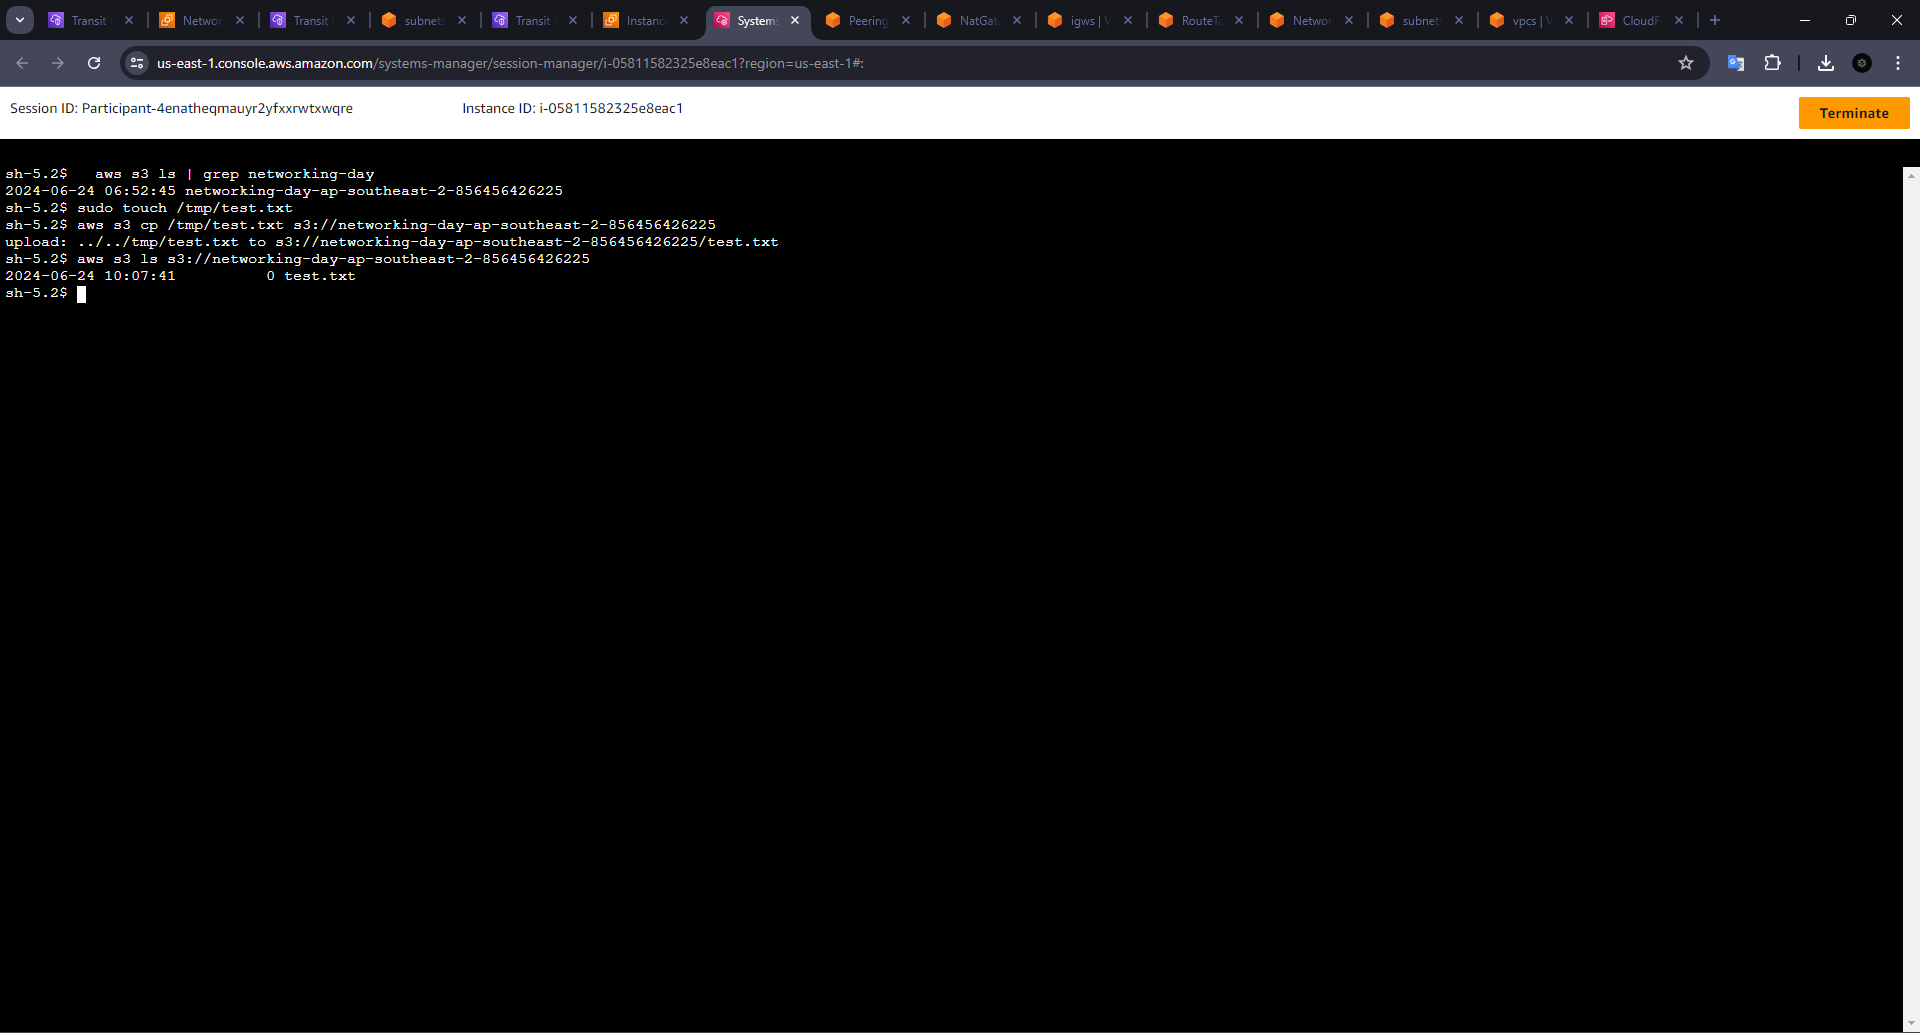 Transit
Networ
Transit
subnets
Transit
Instanc
Systems
Peering
NatGat
igws | V
RouteTa
Networ
subnets
vpcs | V
CloudF
us-east-1.console.aws.amazon.com/systems-manager/session-manager/i-05811582325e8eac1?region=us-east-1#:
Session ID: Participant-4enatheqmauyr2yfxxrwtxwqre
Instance ID: i-05811582325e8eac1
Terminate
sh-5.2$   aws s3 ls | grep networking-day
2024-06-24 06:52:45 networking-day-ap-southeast-2-856456426225
sh-5.2$ sudo touch /tmp/test.txt
sh-5.2$ aws s3 cp /tmp/test.txt s3://networking-day-ap-southeast-2-856456426225
upload: ../../tmp/test.txt to s3://networking-day-ap-southeast-2-856456426225/test.txt
sh-5.2$ aws s3 ls s3://networking-day-ap-southeast-2-856456426225
2024-06-24 10:07:41          0 test.txt
sh-5.2$